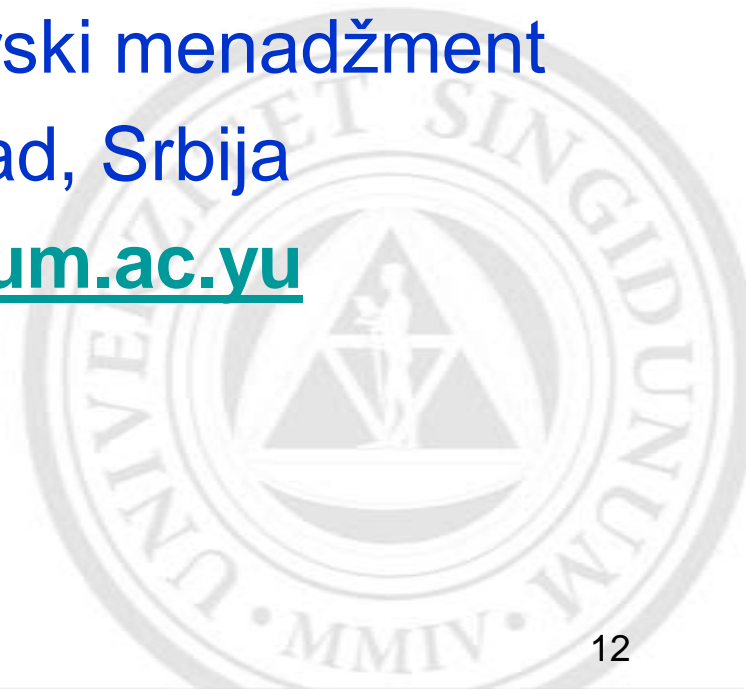 vski menadžment
ad, Srbija
um.ac.yu
UNIVERZITET SINGIDUNUM
• MMIV •
12